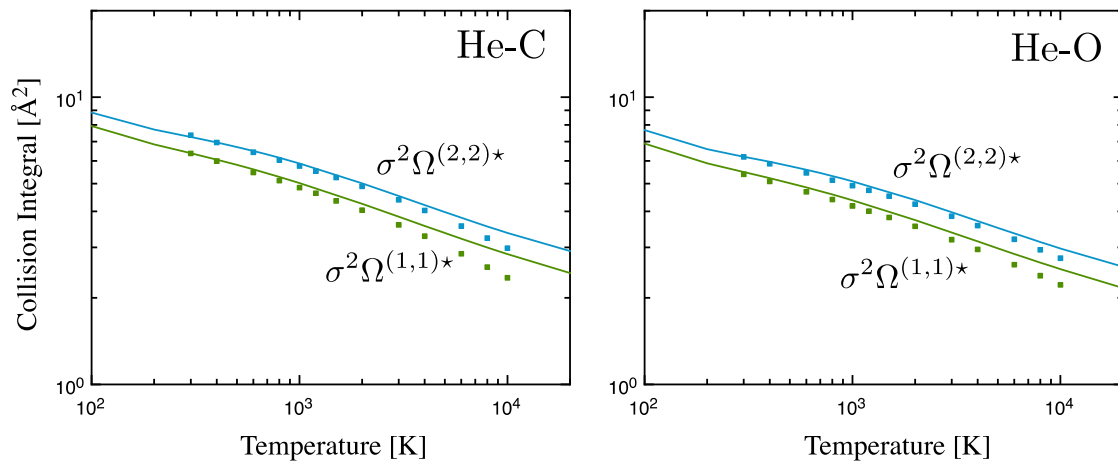 He-C
Collision Integral [Å²]
10¹
10⁰
σ²Ω⁽²,²⁾⋆
σ²Ω⁽¹,¹⁾⋆
10² 10³ 10⁴
Temperature [K]
He-O
10¹
10⁰
σ²Ω⁽²,²⁾⋆
σ²Ω⁽¹,¹⁾⋆
10² 10³ 10⁴
Temperature [K]